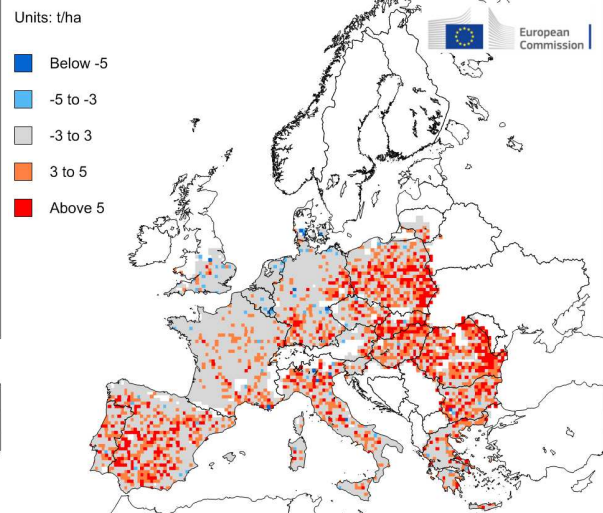 Units: t/ha
Below -5
-5 to -3
-3 to 3
3 to 5
Above 5
European
Commission